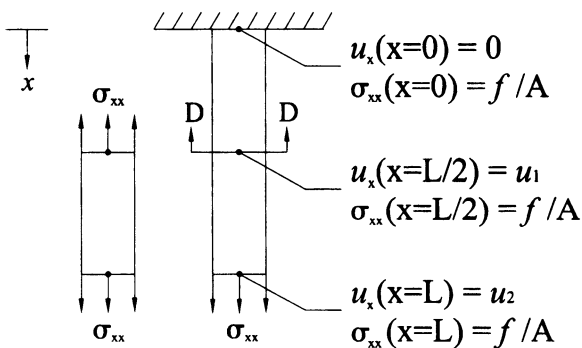 x
σxx
σxx
D D
σxx
ux(x=0) = 0
σxx(x=0) = f /A
ux(x=L/2) = u1
σxx(x=L/2) = f /A
ux(x=L) = u2
σxx(x=L) = f /A